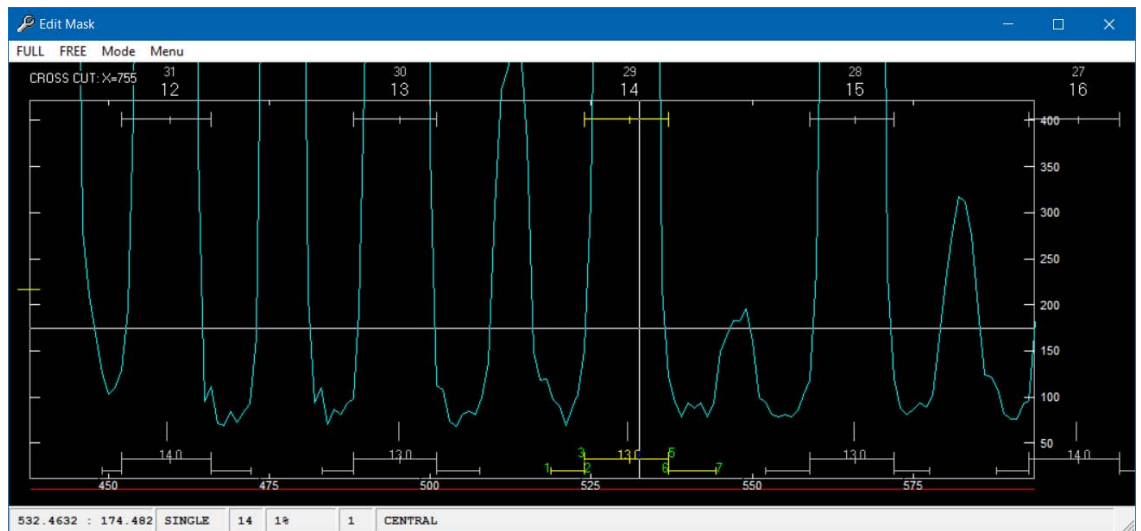 Edit Mask
FULL FREE Mode Menu
CROSS CUT: X=755
31 30 29 28 27
12 13 14 15 16
400
350
300
250
200
150
100
50
14.0 13.0 13.0 13.0 14.0
3 5
1 2 6 7
450 475 500 525 550 575
532.4632 : 174.482 SINGLE 14 1% 1 CENTRAL